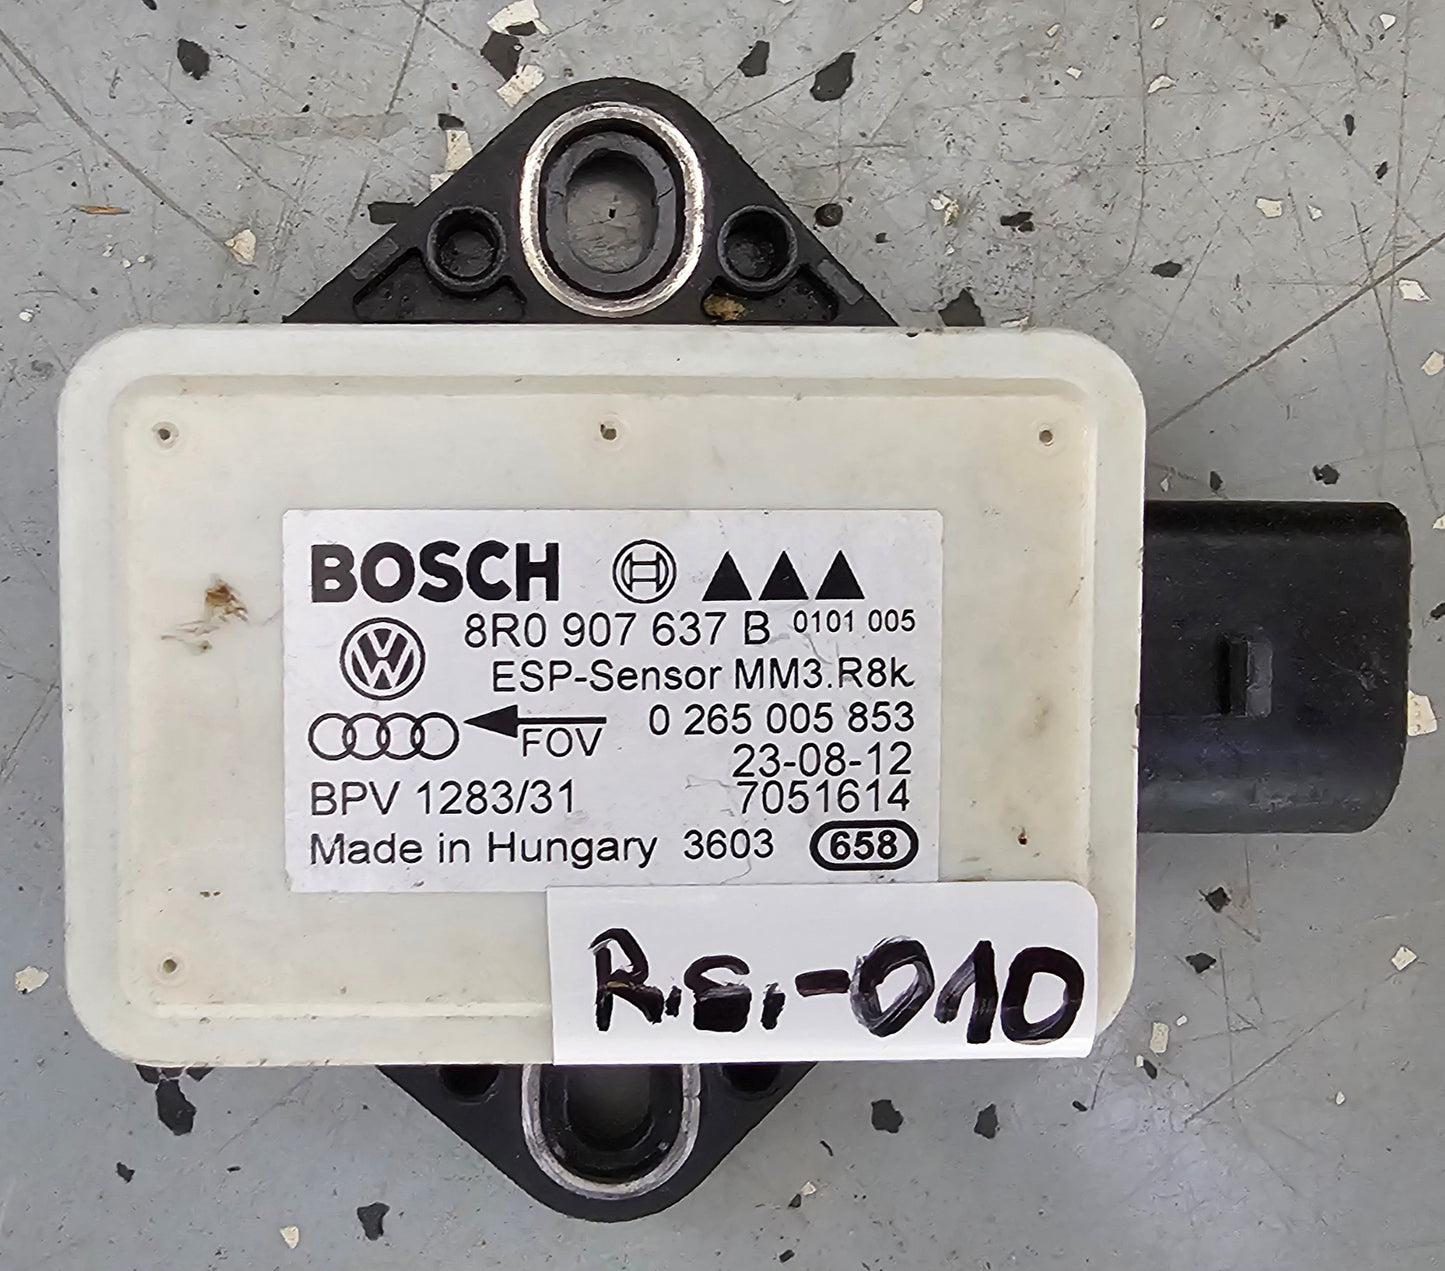 BOSCH
8R0 907 637 B 0101 005
ESP-Sensor MM3.R8k
FOV 0 265 005 853
23-08-12
BPV 1283/31 7051614
Made in Hungary 3603 658
R.S.-010